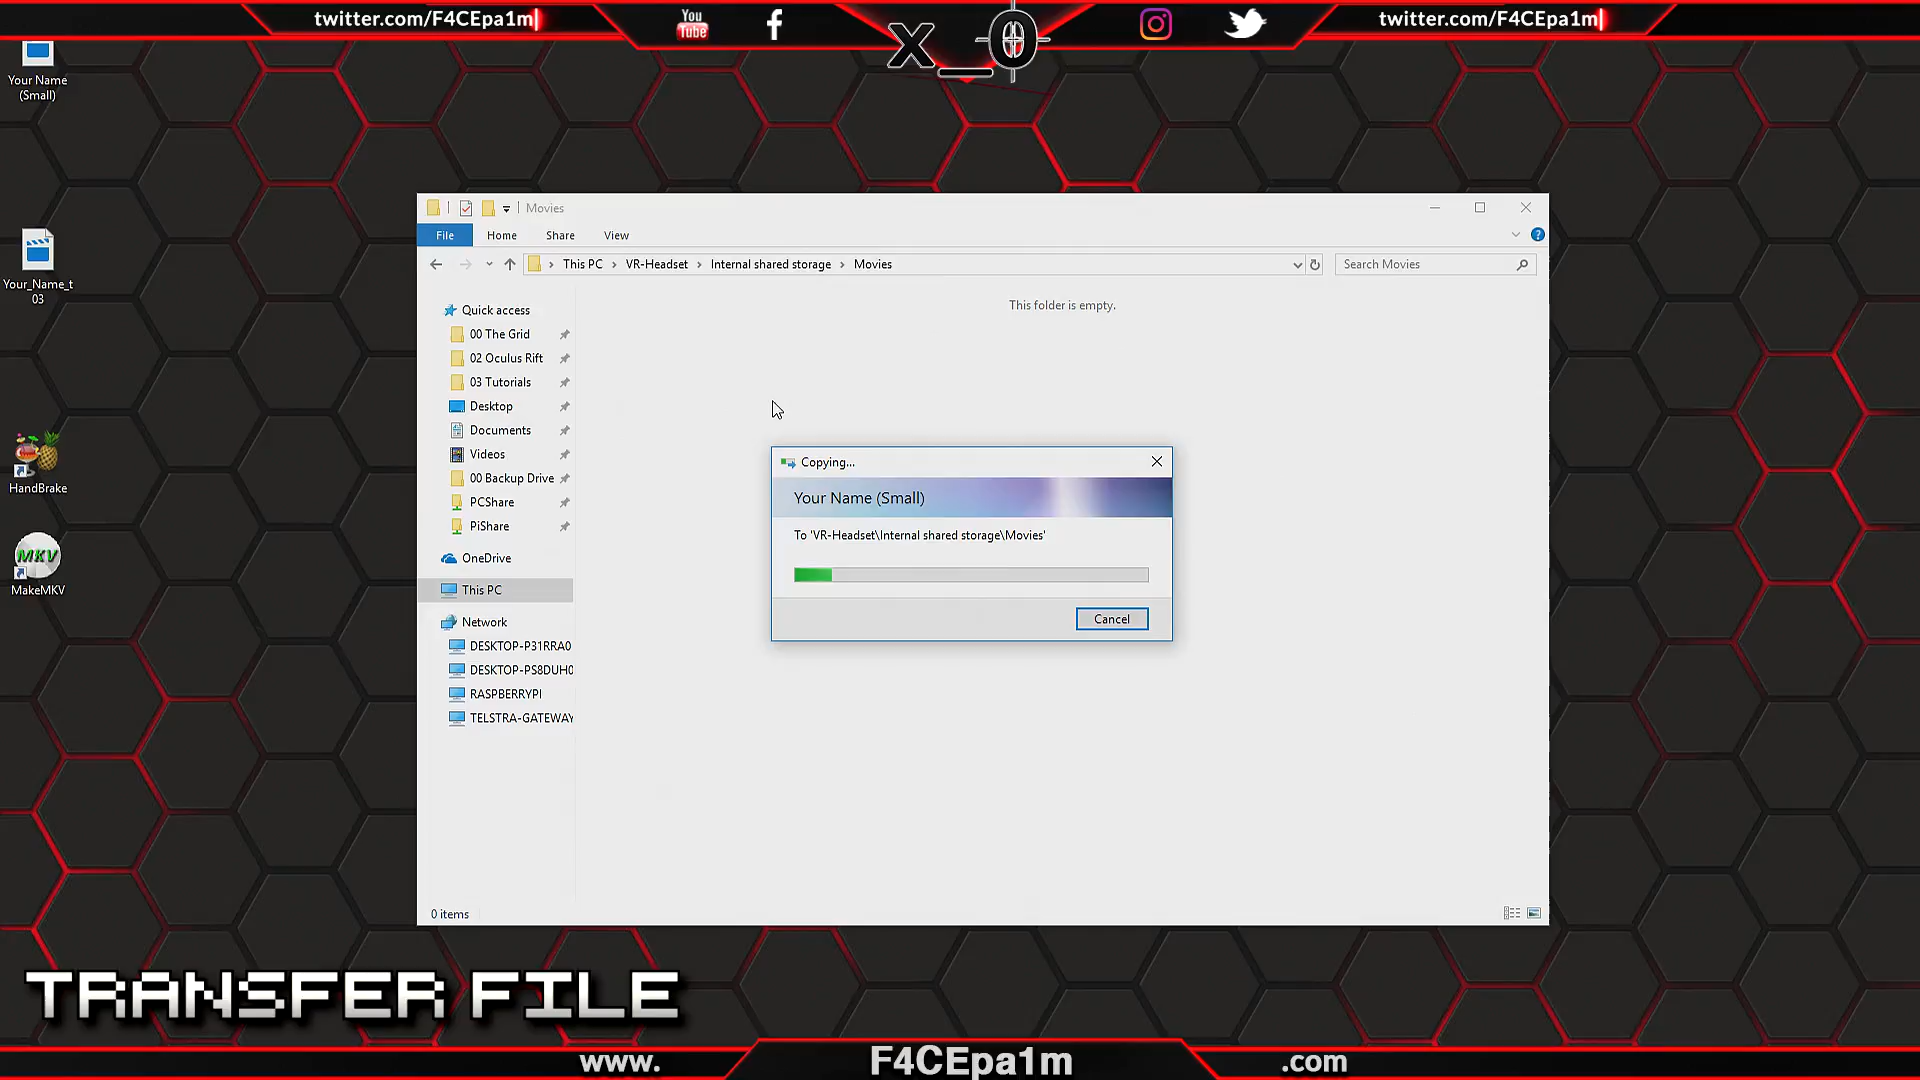 twitter.com/F4CEpa1m
You
Tube
X_0
twitter.com/F4CEpa1m
Your Name
(Small)
Your_Name_t
03
HandBrake
MKV
MakeMKV
Movies
File
Home
Share
View
This PC
VR-Headset
Internal shared storage
Movies
Search Movies
This folder is empty.
Quick access
00 The Grid
02 Oculus Rift
03 Tutorials
Desktop
Documents
Videos
00 Backup Drive
PCShare
PiShare
OneDrive
This PC
Network
DESKTOP-P31RRA0
DESKTOP-PS8DUH0
RASPBERRYPI
TELSTRA-GATEWAY
Copying...
Your Name (Small)
To 'VR-Headset\Internal shared storage\Movies'
Cancel
0 items
TRANSFER FILE
www.
F4CEpa1m
.com